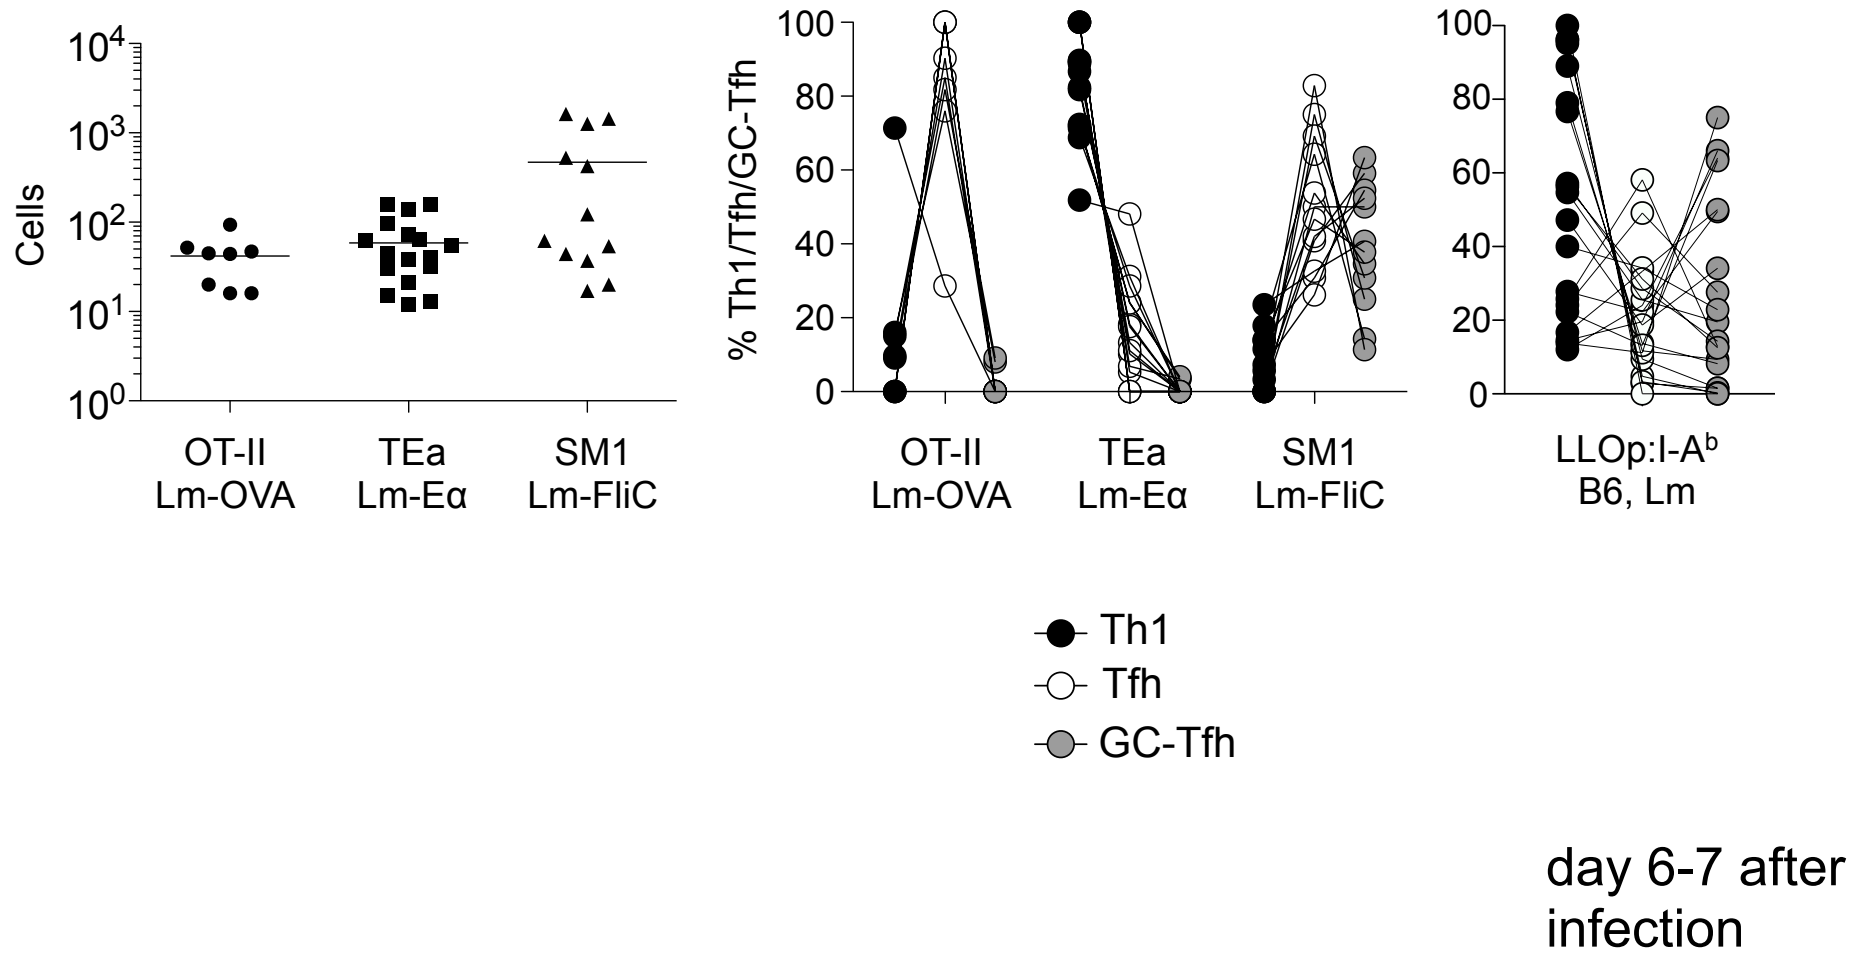 Cells
10⁴
10³
10²
10¹
10⁰
OT-II
Lm-OVA
TEa
Lm-Eα
SM1
Lm-FliC
% Th1/Tfh/GC-Tfh
100
80
60
40
20
0
OT-II
Lm-OVA
TEa
Lm-Eα
SM1
Lm-FliC
100
80
60
40
20
0
LLOp:I-Aᵇ
B6, Lm
Th1
Tfh
GC-Tfh
day 6-7 after
infection